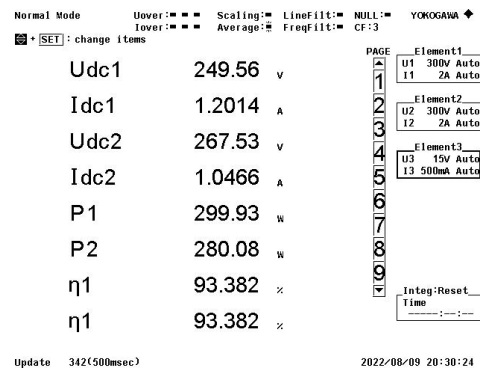 Normal Mode Uover: Scaling: LineFilt: NULL: YOKOGAWA
Iover: Average: FreqFilt: CF:3
+ SET : change items
PAGE
Udc1 249.56 V
Idc1 1.2014 A
Udc2 267.53 V
Idc2 1.0466 A
P1 299.93 W
P2 280.08 W
η1 93.382 %
η1 93.382 %
1
2
3
4
5
6
7
8
9
Element1
U1 300V Auto
I1 2A Auto
Element2
U2 300V Auto
I2 2A Auto
Element3
U3 15V Auto
I3 500mA Auto
Integ:Reset
Time
-----:--:--
Update 342(500msec) 2022/08/09 20:30:24